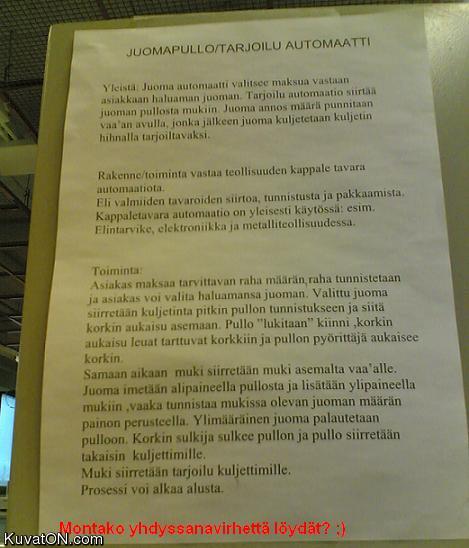 JUOMAPULLO/TARJOILU AUTOMAATTI
Yleistä: Juoma automaatti valitsee maksua vastaan
asiakkaan haluaman juoman. Tarjoilu automaatio siirtää
juoman pullosta mukiin. Juoma annos määrä punnitaan
vaa'an avulla, jonka jälkeen juoma kuljetetaan kuljetin
hihnalla tarjoiltavaksi.
Rakenne/toiminta vastaa teollisuuden kappale tavara
automaatiota.
Eli valmiiden tavaroiden siirtoa, tunnistusta ja pakkaamista.
Kappaletavara automaatio on yleisesti käytössä: esim.
Elintarvike, elektroniikka ja metalliteollisuudessa.
Toiminta:
Asiakas maksaa tarvittavan raha määrän,raha tunnistetaan
ja asiakas voi valita haluamansa juoman. Valittu juoma
siirretään kuljetinta pitkin pullon tunnistukseen ja siitä
korkin aukaisu asemaan. Pullo "lukitaan" kiinni ,korkin
aukaisu leuat tarttuvat korkkiin ja pullon pyörittäjä aukaisee
korkin.
Samaan aikaan muki siirretään muki asemalta vaa'alle.
Juoma imetään alipaineella pullosta ja lisätään ylipaineella
mukiin ,vaaka tunnistaa mukissa olevan juoman määrän
painon perusteella. Ylimääräinen juoma palautetaan
pulloon. Korkin sulkija sulkee pullon ja pullo siirretään
takaisin kuljettimille.
Muki siirretään tarjoilu kuljettimille.
Prosessi voi alkaa alusta.
Montako yhdyssanavirhettä löydät? ;)
KuvatON.com